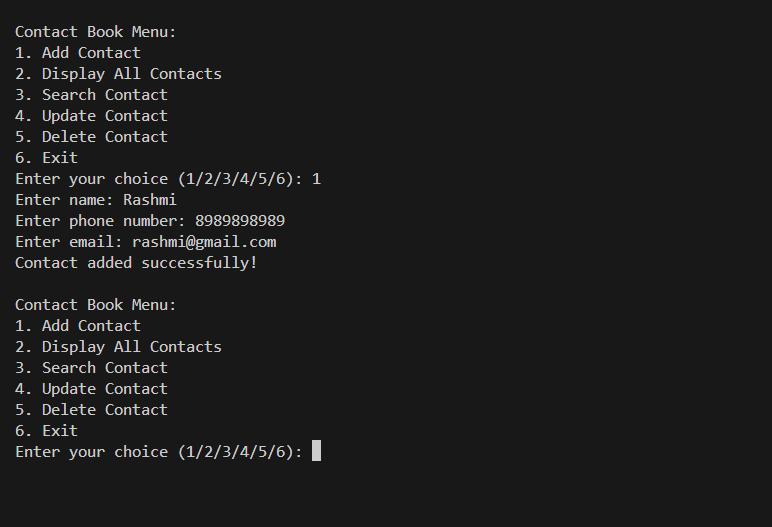 Contact Book Menu:
1. Add Contact
2. Display All Contacts
3. Search Contact
4. Update Contact
5. Delete Contact
6. Exit
Enter your choice (1/2/3/4/5/6): 1
Enter name: Rashmi
Enter phone number: 8989898989
Enter email: rashmi@gmail.com
Contact added successfully!
Contact Book Menu:
1. Add Contact
2. Display All Contacts
3. Search Contact
4. Update Contact
5. Delete Contact
6. Exit
Enter your choice (1/2/3/4/5/6):